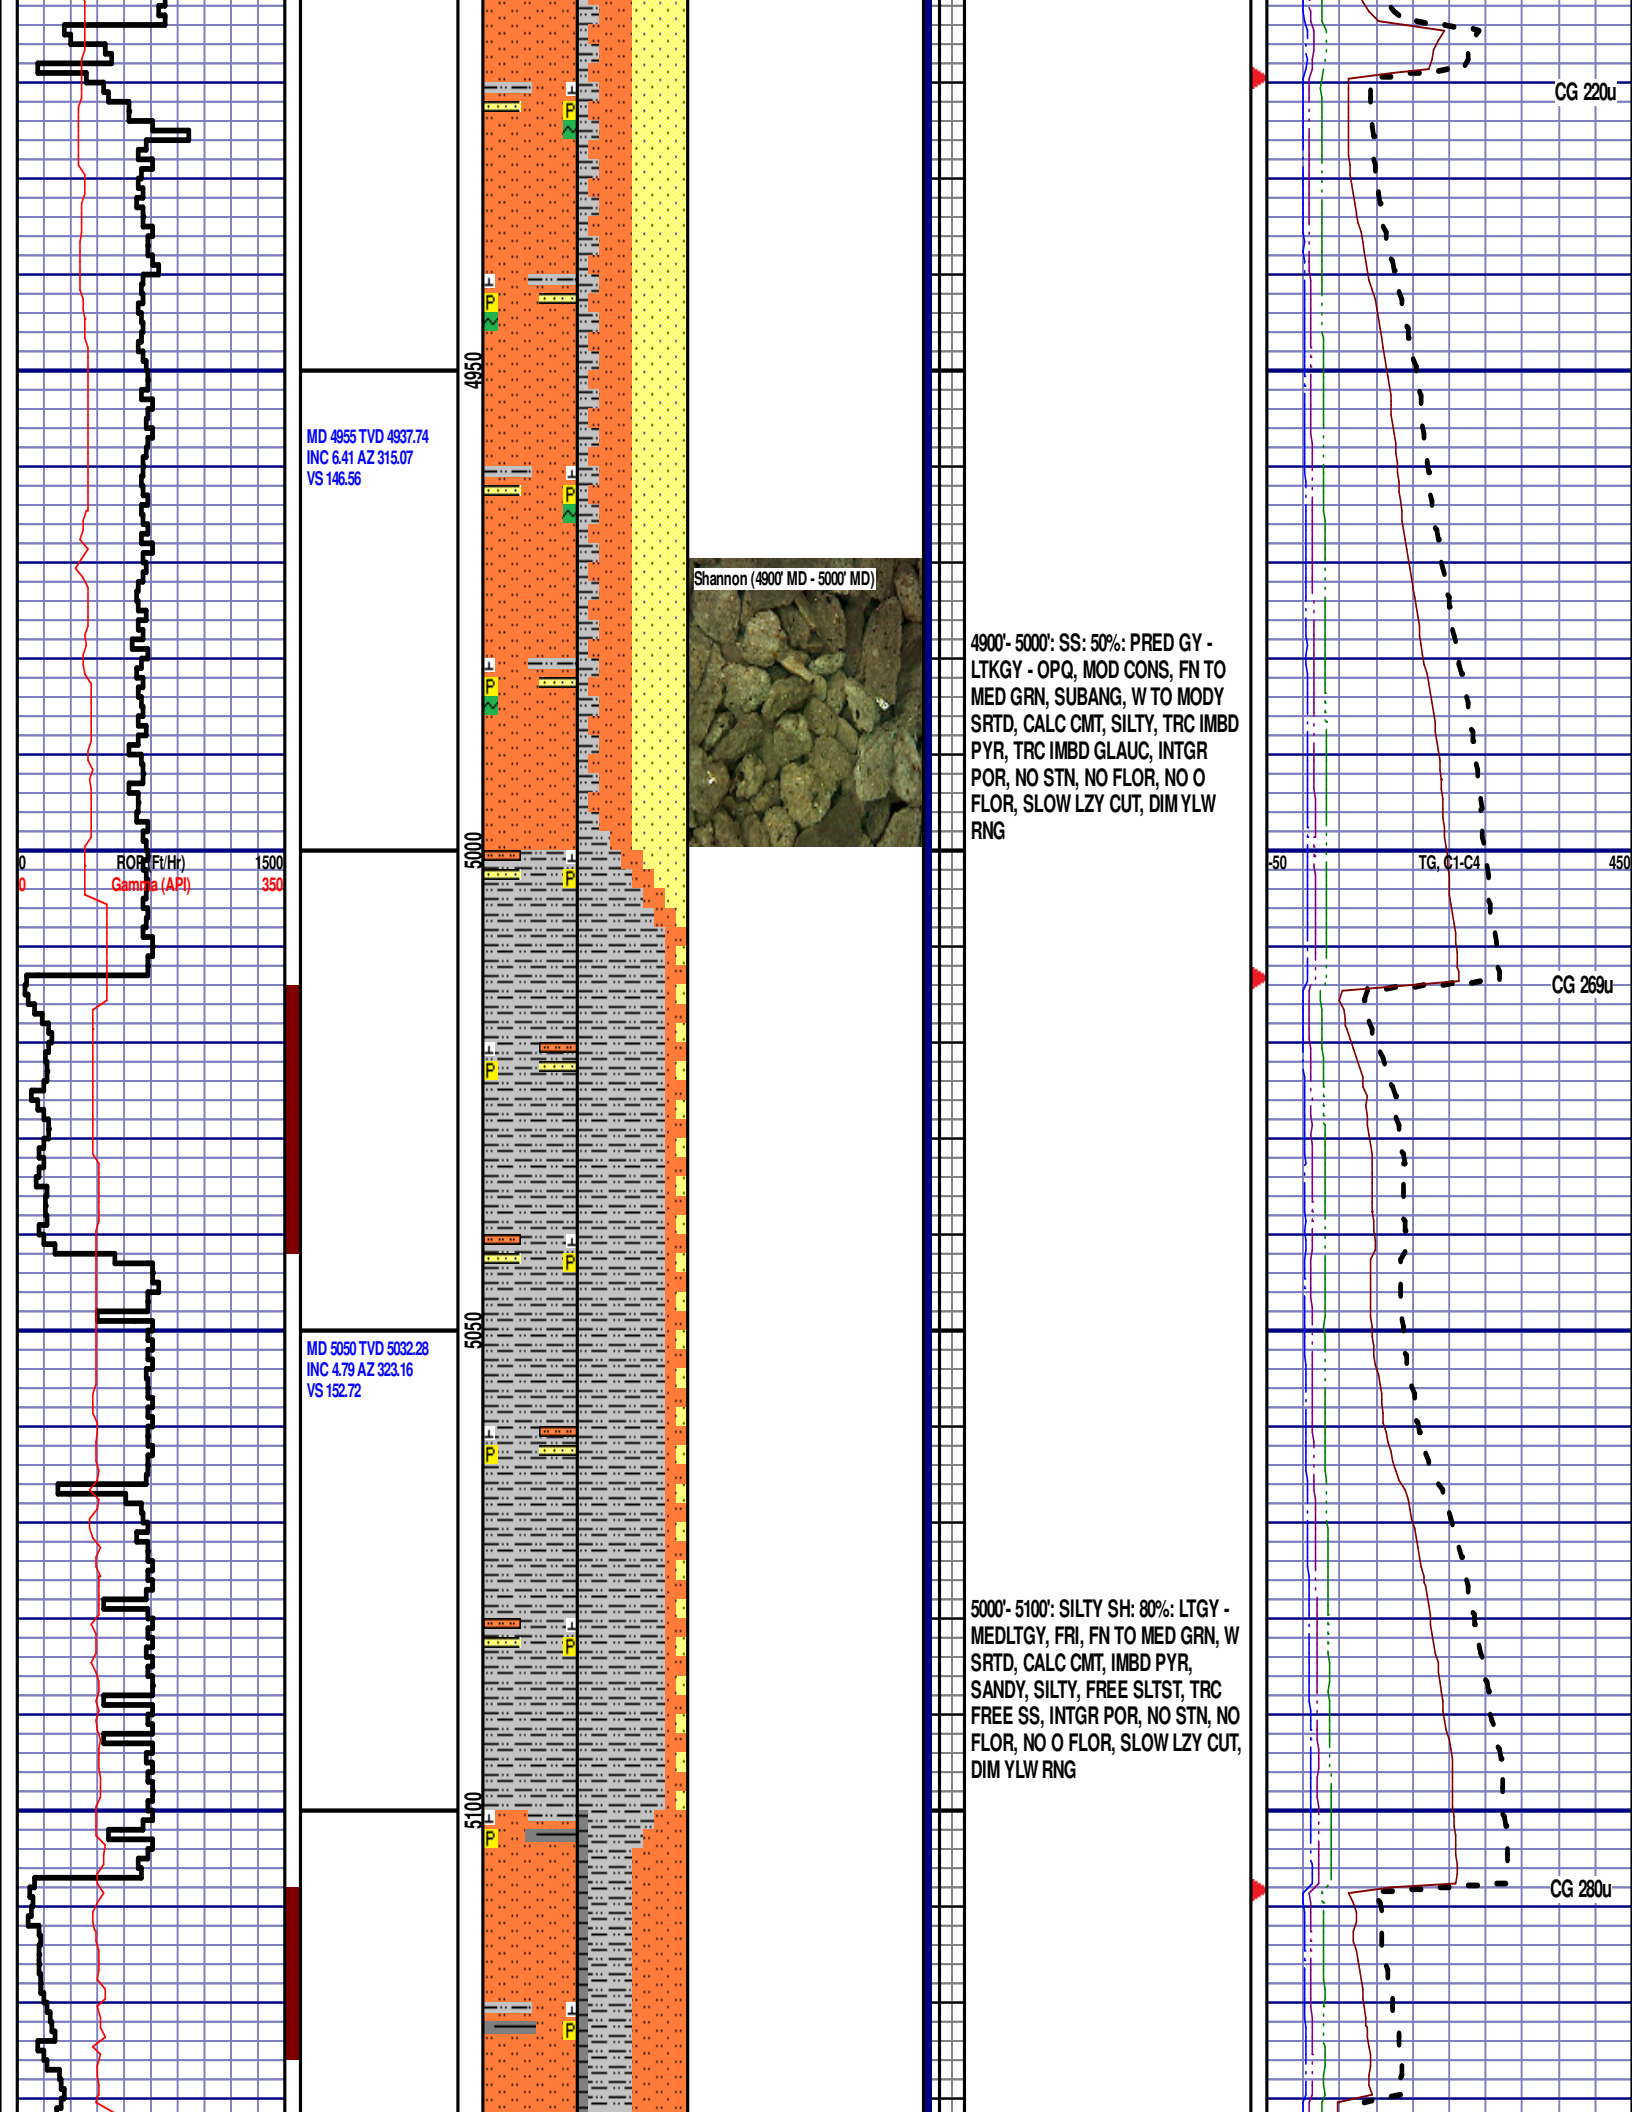 CG 220u
4950
MD 4955 TVD 4937.74
INC 6.41 AZ 315.07
VS 146.56
P
P
P
P
Shannon (4900' MD - 5000' MD)
4900'- 5000': SS: 50%: PRED GY -
LTKGY - OPQ, MOD CONS, FN TO
MED GRN, SUBANG, W TO MODY
SRTD, CALC CMT, SILTY, TRC IMBD
PYR, TRC IMBD GLAUC, INTGR
POR, NO STN, NO FLOR, NO O
FLOR, SLOW LZY CUT, DIM YLW
RNG
5000
0 ROP (Ft/Hr) 1500
0 Gamma (API) 350
-50 TG, C1-C4 450
P
CG 269u
P
P
5050
MD 5050 TVD 5032.28
INC 4.79 AZ 323.16
VS 152.72
P
P
5000'- 5100': SILTY SH: 80%: LTGY -
MEDLTGY, FRI, FN TO MED GRN, W
SRTD, CALC CMT, IMBD PYR,
SANDY, SILTY, FREE SLTST, TRC
FREE SS, INTGR POR, NO STN, NO
FLOR, NO O FLOR, SLOW LZY CUT,
DIM YLW RNG
5100
P
CG 280u
P